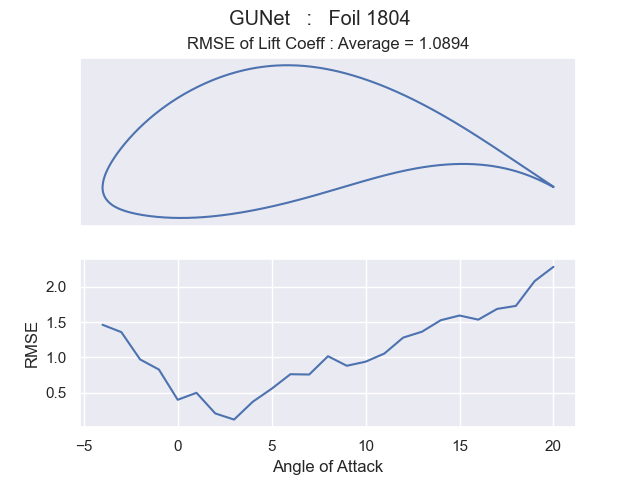 GUNet   :   Foil 1804
RMSE of Lift Coeff : Average = 1.0894
2.0
1.5
1.0
0.5
RMSE
−5 0 5 10 15 20
Angle of Attack